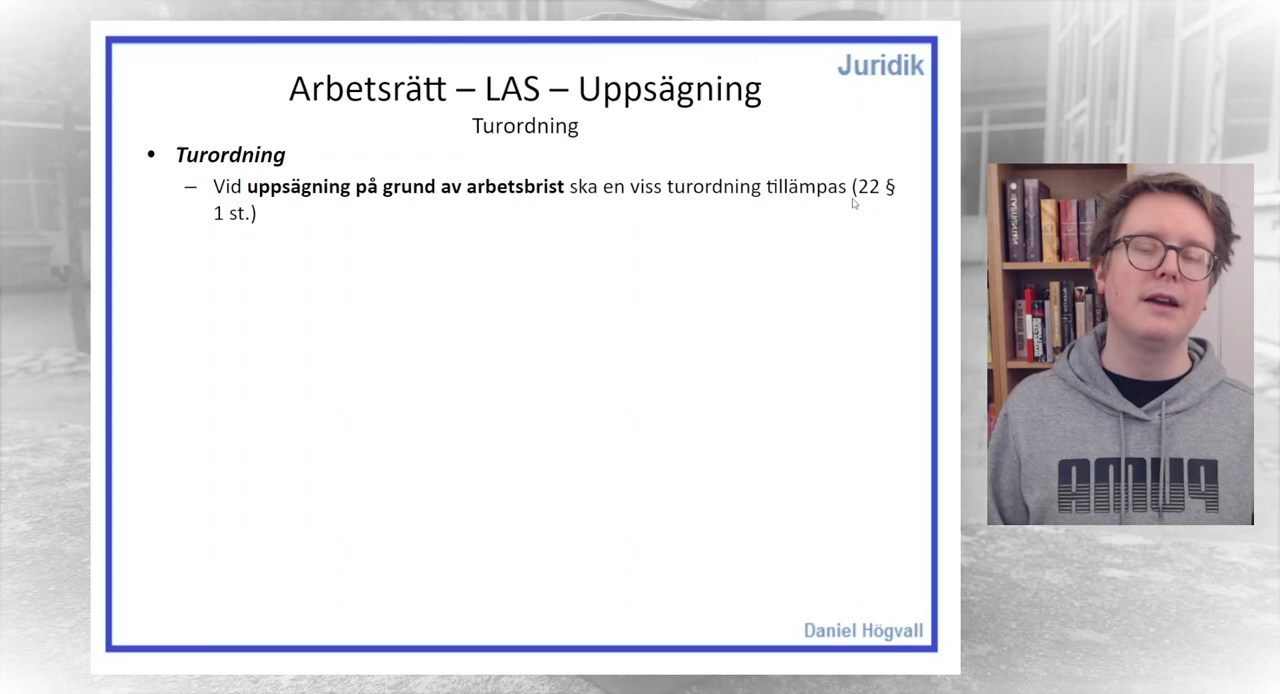 Juridik
Arbetsrätt – LAS – Uppsägning
Turordning
• Turordning
– Vid uppsägning på grund av arbetsbrist ska en viss turordning tillämpas (22 §
1 st.)
Daniel Högvall